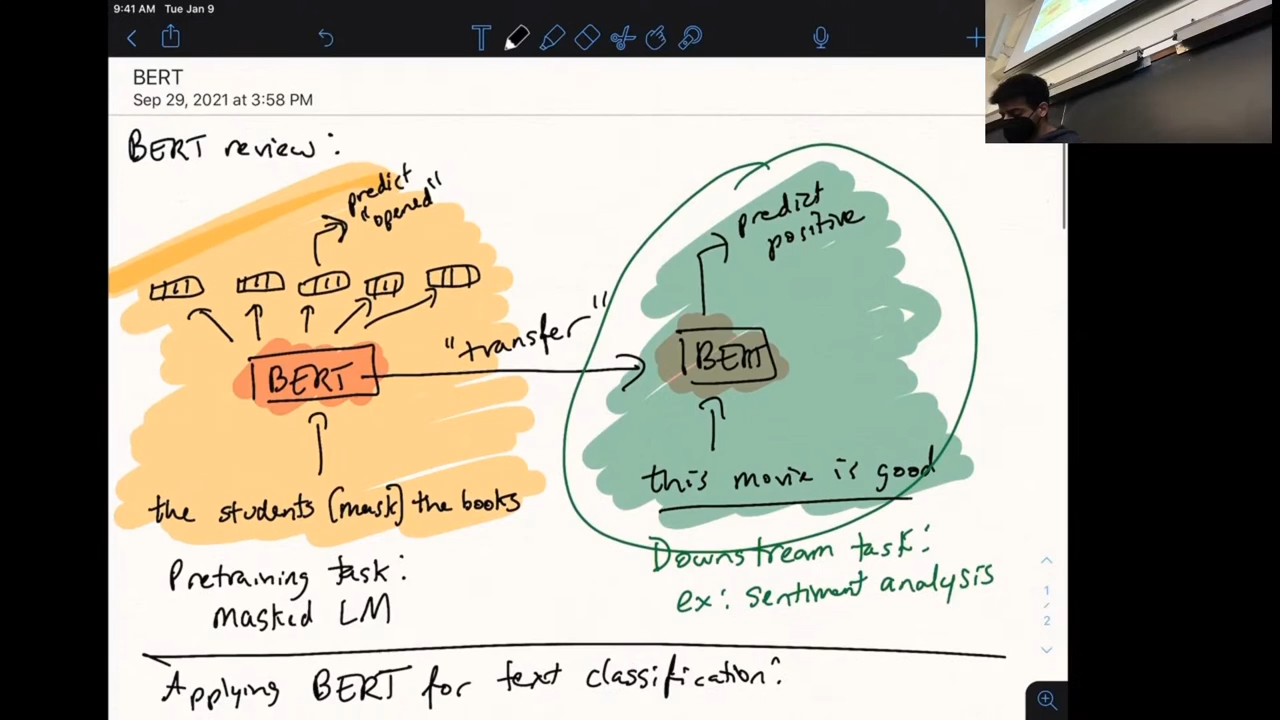 9:41 AM Tue Jan 9
T
BERT
Sep 29, 2021 at 3:58 PM
BERT review:
predict
"opened"
BERT
the students [mask] the books
Pretraining task:
masked LM
"transfer"
predict
positive
BERT
this movie is good
Downstream task:
ex: sentiment analysis
1
/
2
Applying BERT for text classification: